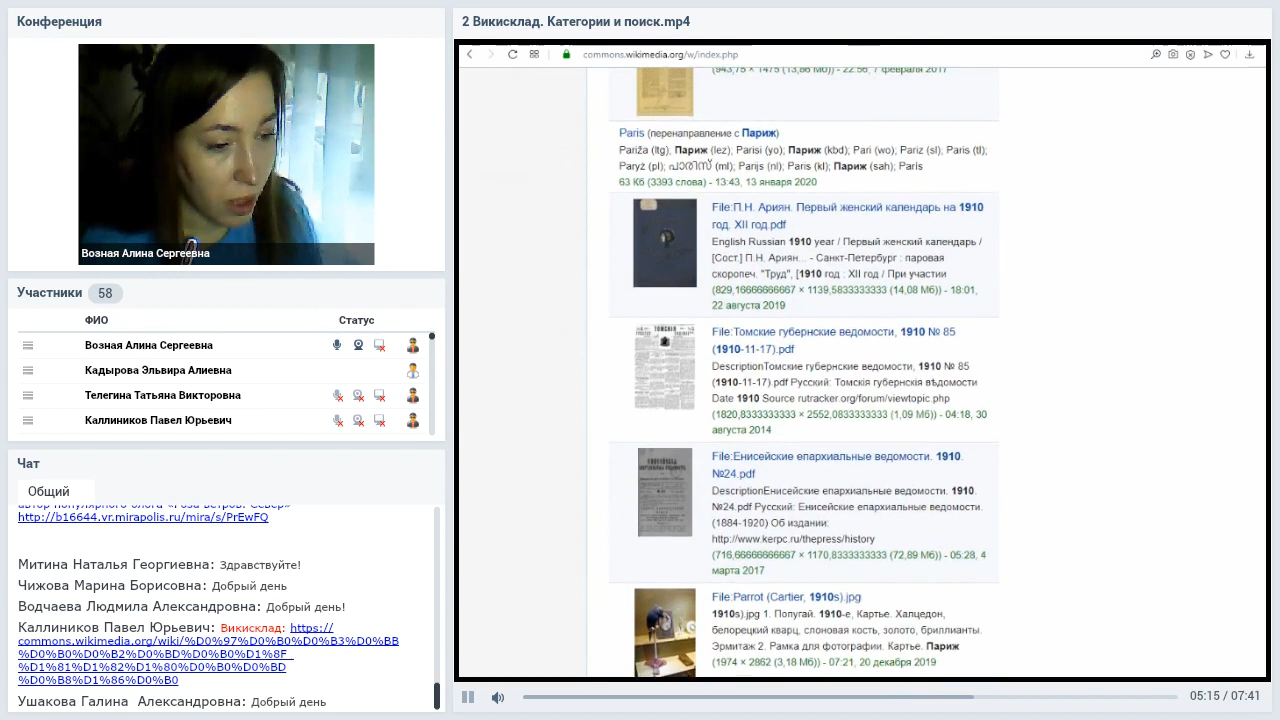 Конференция
Возная Алина Сергеевна
Участники 58
ФИО Статус
Возная Алина Сергеевна
Кадырова Эльвира Алиевна
Телегина Татьяна Викторовна
Каллиников Павел Юрьевич
Чат
Общий
http://b16644.vr.mirapolis.ru/mira/s/PrEwFQ
Митина Наталья Георгиевна: Здравствуйте!
Чижова Марина Борисовна: Добрый день
Водчаева Людмила Александровна: Добрый день!
Каллиников Павел Юрьевич: Викисклад: https://
commons.wikimedia.org/wiki/%D0%97%D0%B0%D0%B3%D0%BB
%D0%B0%D0%B2%D0%BD%D0%B0%D1%8F_
%D1%81%D1%82%D1%80%D0%B0%D0%BD
%D0%B8%D1%86%D0%B0
Ушакова Галина Александровна: Добрый день
2 Викисклад. Категории и поиск.mp4
commons.wikimedia.org/w/index.php
(943,75 × 1475 (13,86 Мб)) - 22:56, 7 февраля 2017
Paris (перенаправление с Париж)
Pariža (ltg); Париж (lez); Parisi (yo); Париж (kbd); Pari (wo); Pariz (sl); Paris (tl);
Paryż (pl); പാരിസ് (ml); Parijs (nl); Paris (kl); Париж (sah); Paris
63 Кб (3393 слова) - 13:43, 13 января 2020
File:П.Н. Ариян. Первый женский календарь на 1910
год. XII год.pdf
English Russian 1910 year / Первый женский календарь /
[Сост.] П.Н. Ариян... - Санкт-Петербург : паровая
скоропеч. "Труд", [1910 год : XII год / При участии
(829,16666666667 × 1139,5833333333 (14,08 Мб)) - 18:01,
22 августа 2019
File:Томские губернские ведомости, 1910 № 85
(1910-11-17).pdf
DescriptionТомские губернские ведомости, 1910 № 85
(1910-11-17).pdf Русский: Томскія губернскія вѣдомости
Date 1910 Source rutracker.org/forum/viewtopic.php
(1820,8333333333 × 2552,0833333333 (1,09 Мб)) - 04:18, 30
августа 2014
File:Енисейские епархиальные ведомости. 1910.
№24.pdf
DescriptionЕнисейские епархиальные ведомости. 1910.
№24.pdf Русский: Енисейские епархиальные ведомости.
(1884-1920) Об издании:
http://www.kerpc.ru/thepress/history
(716,66666666667 × 1170,8333333333 (72,89 Мб)) - 05:28, 4
марта 2017
File:Parrot (Cartier, 1910s).jpg
1910s).jpg 1. Попугай. 1910-е, Картье. Халцедон,
белорецкий кварц, слоновая кость, золото, бриллианты.
Эрмитаж 2. Рамка для фотографии. Картье. Париж
(1974 × 2862 (3,18 Мб)) - 07:21, 20 декабря 2019
05:15 / 07:41